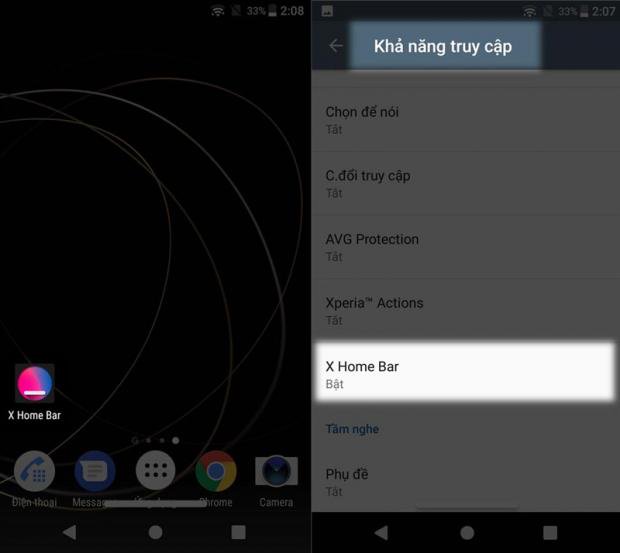 33% 2:08
X Home Bar
G
Điện thoại Messa Ứng dụng Chrome Camera
33% 2:07
Khả năng truy cập
Chọn để nói
Tắt
C.đổi truy cập
Tắt
AVG Protection
Tắt
Xperia™ Actions
Tắt
X Home Bar
Bật
Tầm nghe
Phụ đề
Tắt